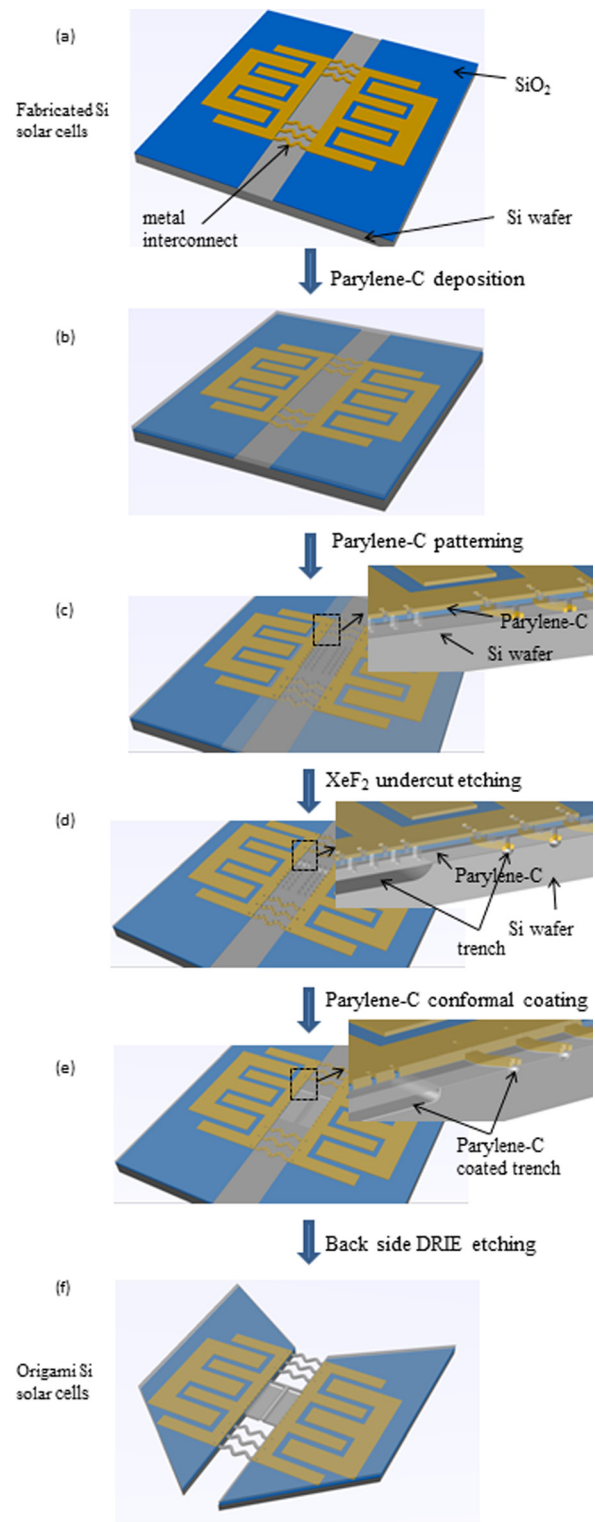 (a)
SiO2
Fabricated Si
solar cells
metal
interconnect
Si wafer
Parylene-C deposition
(b)
Parylene-C patterning
(c)
Parylene-C
Si wafer
XeF2 undercut etching
(d)
Parylene-C
Si wafer
trench
Parylene-C conformal coating
(e)
Parylene-C
coated trench
Back side DRIE etching
(f)
Origami Si
solar cells